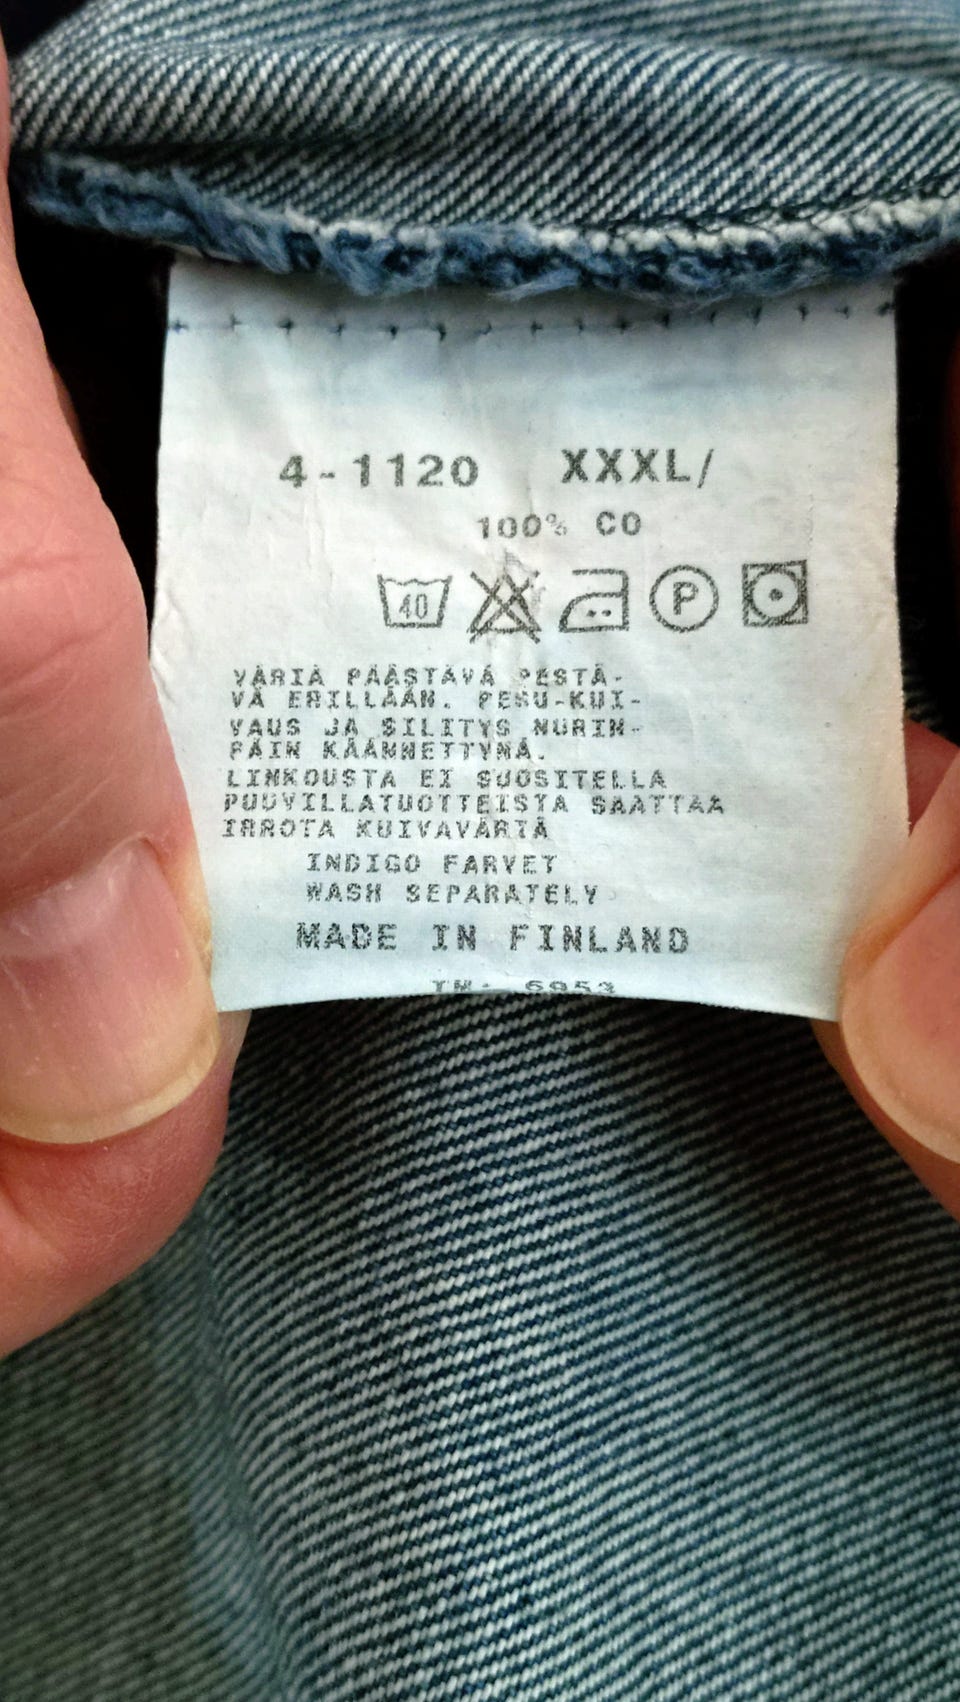 4-1120 XXXL/
100% CO
40 P
VÄRIÄ PÄÄSTÄVÄ PESTÄ-
VÄ ERILLÄÄN. PESU-KUI-
VAUS JA SILITYS NURIN-
PÄIN KÄÄNNETTYNÄ.
LINKOUSTA EI SUOSITELLA
PUUVILLATUOTTEISTA SAATTAA
IRROTA KUIVAVÄRIÄ
INDIGO FARVET
WASH SEPARATELY
MADE IN FINLAND